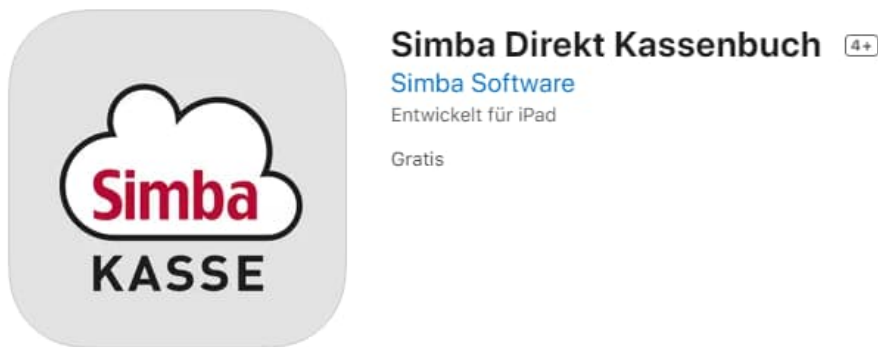 Simba
KASSE
Simba Direkt Kassenbuch 4+
Simba Software
Entwickelt für iPad
Gratis